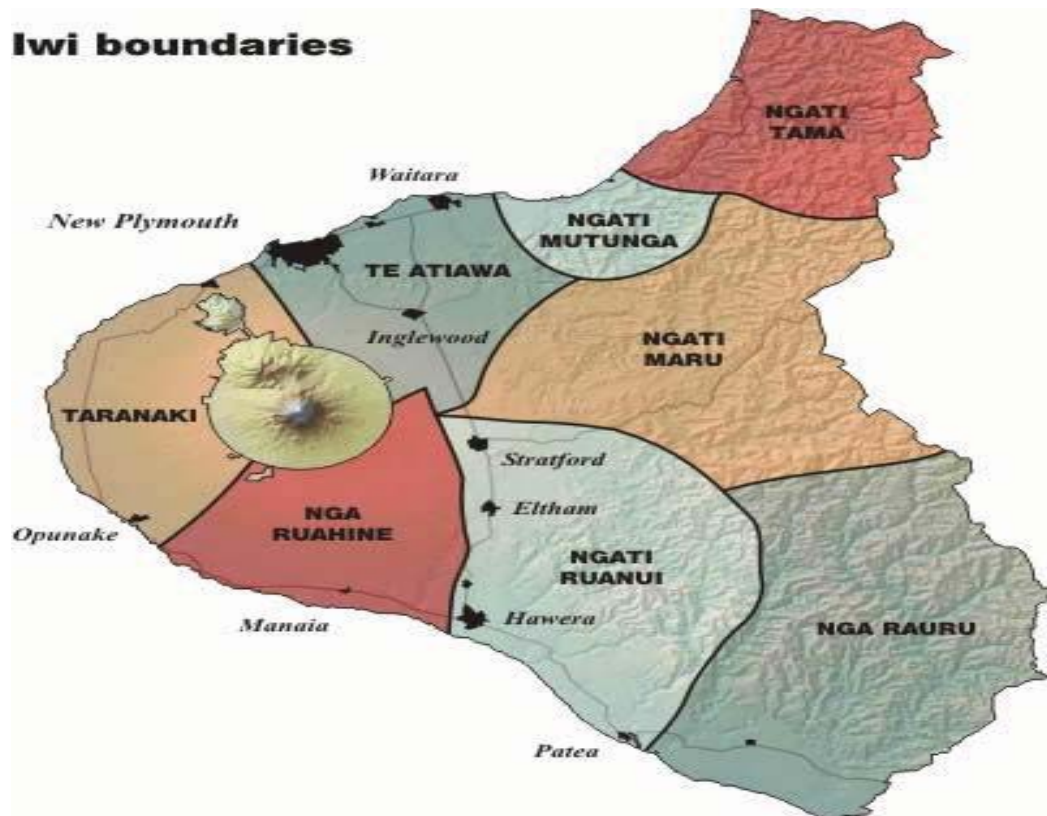 Iwi boundaries
NGATI
TAMA
Waitara
New Plymouth
NGATI
MUTUNGA
TE ATIAWA
Inglewood
NGATI
MARU
TARANAKI
Stratford
Opunake
NGA
RUAHINE
Eltham
NGATI
RUANUI
Manaia
Hawera
NGA RAURU
Patea